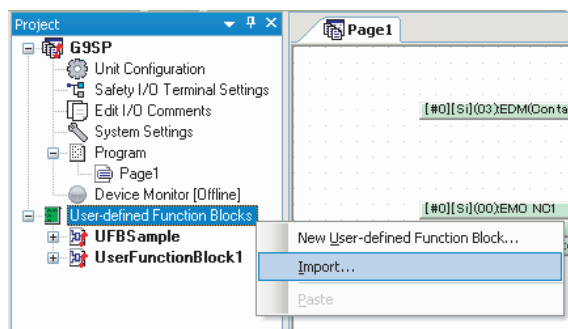 Project
Page1
G9SP
Unit Configuration
Safety I/O Terminal Settings
Edit I/O Comments
[#0][Si](03):EDM(Conta
System Settings
Program
Page1
Device Monitor [Offline]
[#0][Si](00):EMO NC1
User-defined Function Blocks
UFBSample
New User-defined Function Block...
UserFunctionBlock1
Import...
Paste